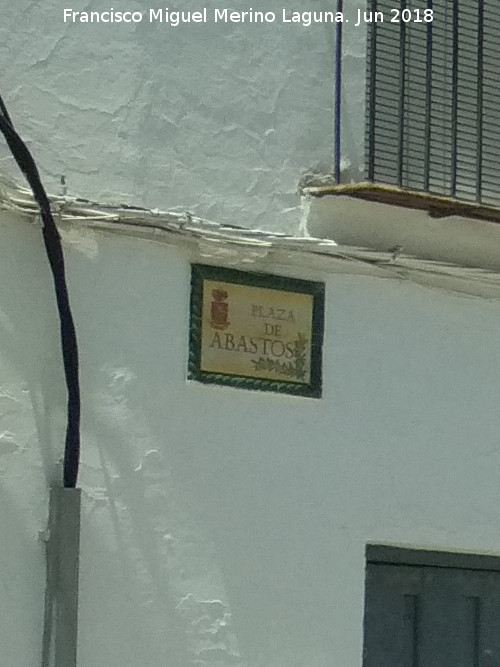 Francisco Miguel Merino Laguna. Jun 2018
PLAZA
DE
ABASTOS